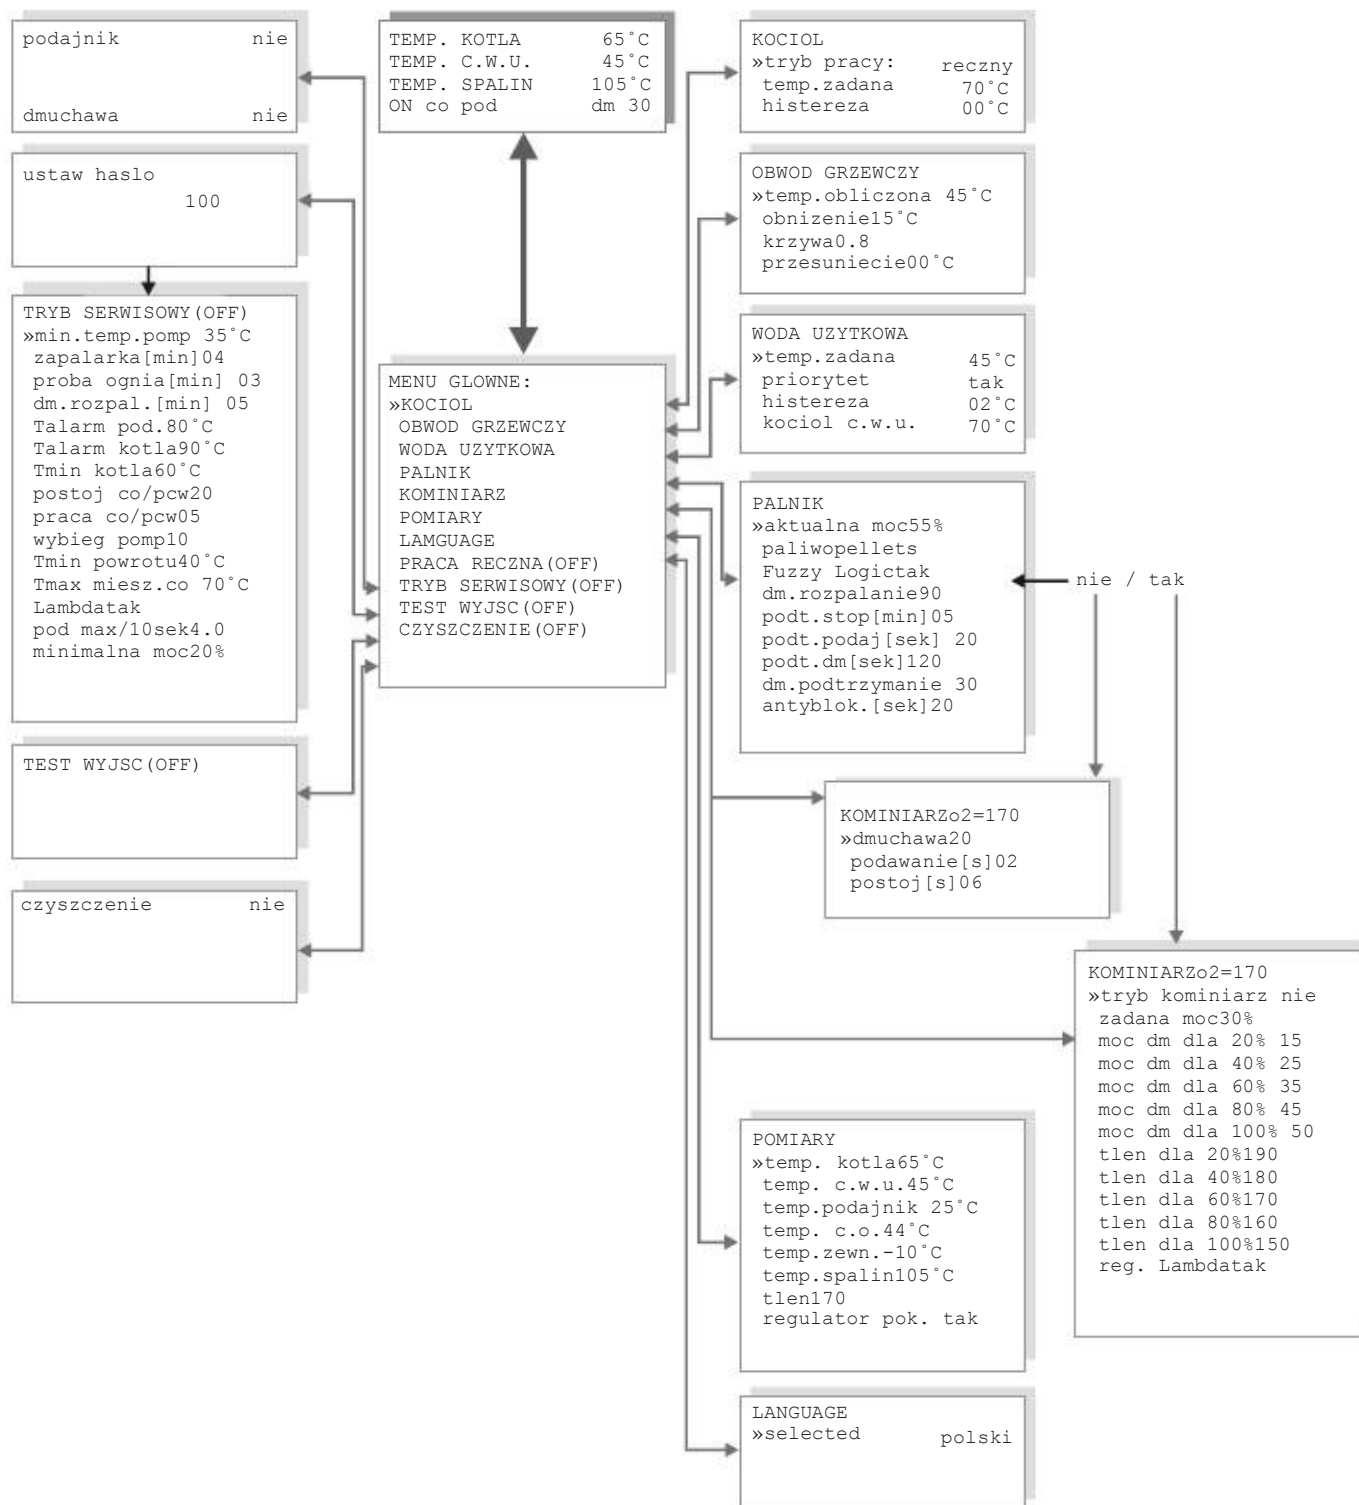 podajnik nie
dmuchawa nie
ustaw haslo
100
TRYB SERWISOWY(OFF)
»min.temp.pomp 35˚C
zapalarka[min]04
proba ognia[min] 03
dm.rozpal.[min] 05
Talarm pod.80˚C
Talarm kotla90˚C
Tmin kotla60˚C
postoj co/pcw20
praca co/pcw05
wybieg pomp10
Tmin powrotu40˚C
Tmax miesz.co 70˚C
Lambdatak
pod max/10sek4.0
minimalna moc20%
TEST WYJSC(OFF)
czyszczenie nie
TEMP. KOTLA 65˚C
TEMP. C.W.U. 45˚C
TEMP. SPALIN 105˚C
ON co pod dm 30
MENU GLOWNE:
»KOCIOL
OBWOD GRZEWCZY
WODA UZYTKOWA
PALNIK
KOMINIARZ
POMIARY
LAMGUAGE
PRACA RECZNA(OFF)
TRYB SERWISOWY(OFF)
TEST WYJSC(OFF)
CZYSZCZENIE(OFF)
KOCIOL
»tryb pracy: reczny
temp.zadana 70˚C
histereza 00˚C
OBWOD GRZEWCZY
»temp.obliczona 45˚C
obnizenie15˚C
krzywa0.8
przesuniecie00˚C
WODA UZYTKOWA
»temp.zadana 45˚C
priorytet tak
histereza 02˚C
kociol c.w.u. 70˚C
PALNIK
»aktualna moc55%
paliwopellets
Fuzzy Logictak
dm.rozpalanie90
podt.stop[min]05
podt.podaj[sek] 20
podt.dm[sek]120
dm.podtrzymanie 30
antyblok.[sek]20
nie / tak
KOMINIARZo2=170
»dmuchawa20
podawanie[s]02
postoj[s]06
KOMINIARZo2=170
»tryb kominiarz nie
zadana moc30%
moc dm dla 20% 15
moc dm dla 40% 25
moc dm dla 60% 35
moc dm dla 80% 45
moc dm dla 100% 50
tlen dla 20%190
tlen dla 40%180
tlen dla 60%170
tlen dla 80%160
tlen dla 100%150
reg. Lambdatak
POMIARY
»temp. kotla65˚C
temp. c.w.u.45˚C
temp.podajnik 25˚C
temp. c.o.44˚C
temp.zewn.-10˚C
temp.spalin105˚C
tlen170
regulator pok. tak
LANGUAGE
»selected polski